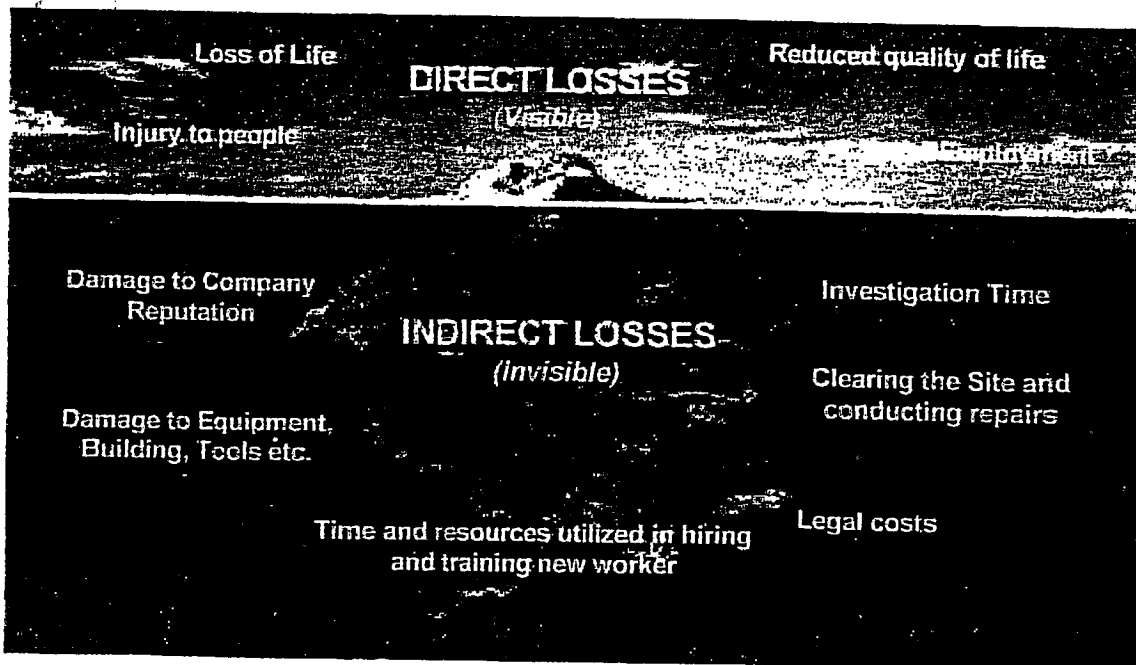 Loss of Life
Reduced quality of life
DIRECT LOSSES
(Visible)
Injury to people
Damage to Company
Reputation
Investigation Time
INDIRECT LOSSES
(invisible)
Clearing the Site and
conducting repairs
Damage to Equipment,
Building, Tools etc.
Legal costs
Time and resources utilized in hiring
and training new worker